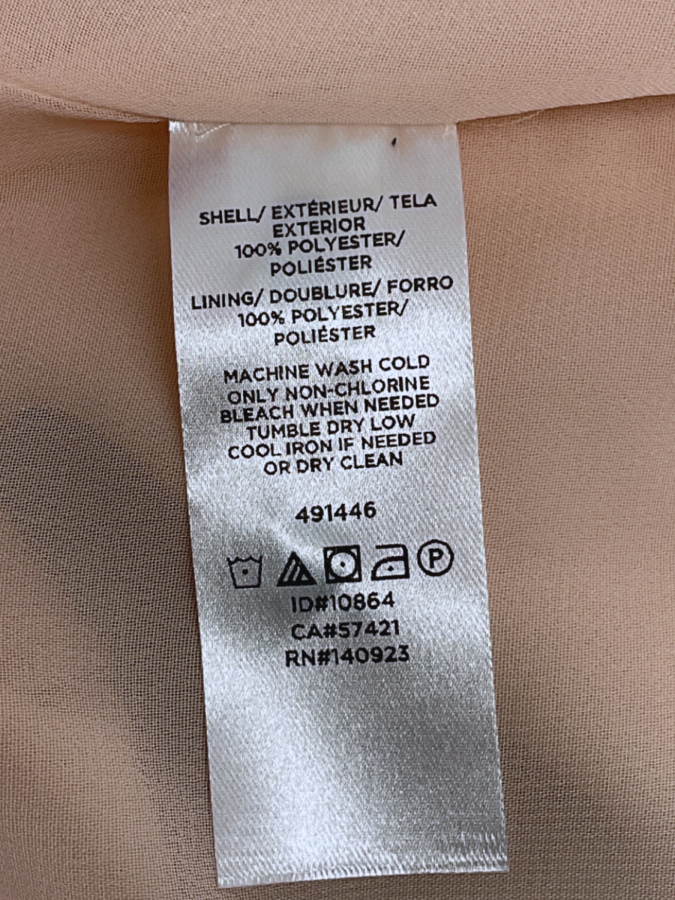 SHELL/ EXTÉRIEUR/ TELA
EXTERIOR
100% POLYESTER/
POLIÉSTER
LINING/ DOUBLURE/ FORRO
100% POLYESTER/
POLIÉSTER
MACHINE WASH COLD
ONLY NON-CHLORINE
BLEACH WHEN NEEDED
TUMBLE DRY LOW
COOL IRON IF NEEDED
OR DRY CLEAN
491446
P
ID#10864
CA#57421
RN#140923